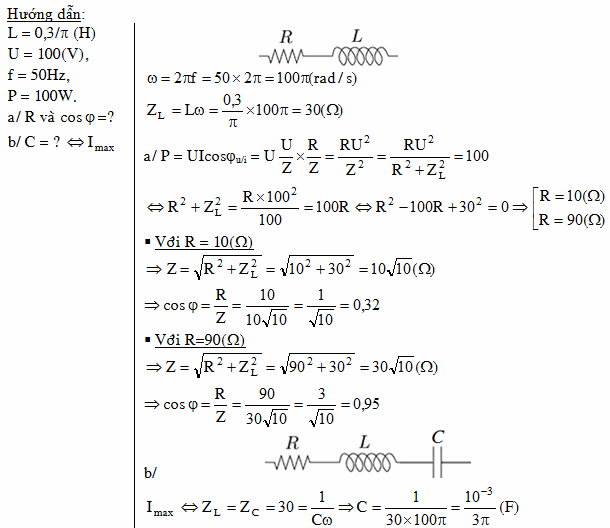 Hướng dẫn:
L = 0,3/π (H)
U = 100(V),
f = 50Hz,
P = 100W.
a/ R và cosφ=?
b/ C = ? ⇔ I_max
R L
ω = 2πf = 50×2π = 100π(rad/s)
Z_L = Lω = 0,3/π × 100π = 30(Ω)
a/ P = UIcosφ_u/i = U U/Z × R/Z = RU²/Z² = RU²/(R²+Z_L²) = 100
⇔ R² + Z_L² = R×100²/100 = 100R ⇔ R² −100R + 30² = 0 ⇒ [R = 10(Ω)
R = 90(Ω)
▪ Với R = 10(Ω)
⇒ Z = √(R² + Z_L²) = √(10² + 30²) = 10√10(Ω)
⇒ cosφ = R/Z = 10/(10√10) = 1/√10 = 0,32
▪ Với R=90(Ω)
⇒ Z = √(R² + Z_L²) = √(90² + 30²) = 30√10(Ω)
⇒ cosφ = R/Z = 90/(30√10) = 3/√10 = 0,95
R L C
b/
I_max ⇔ Z_L = Z_C = 30 = 1/(Cω) ⇒ C = 1/(30×100π) = 10⁻³/(3π) (F)